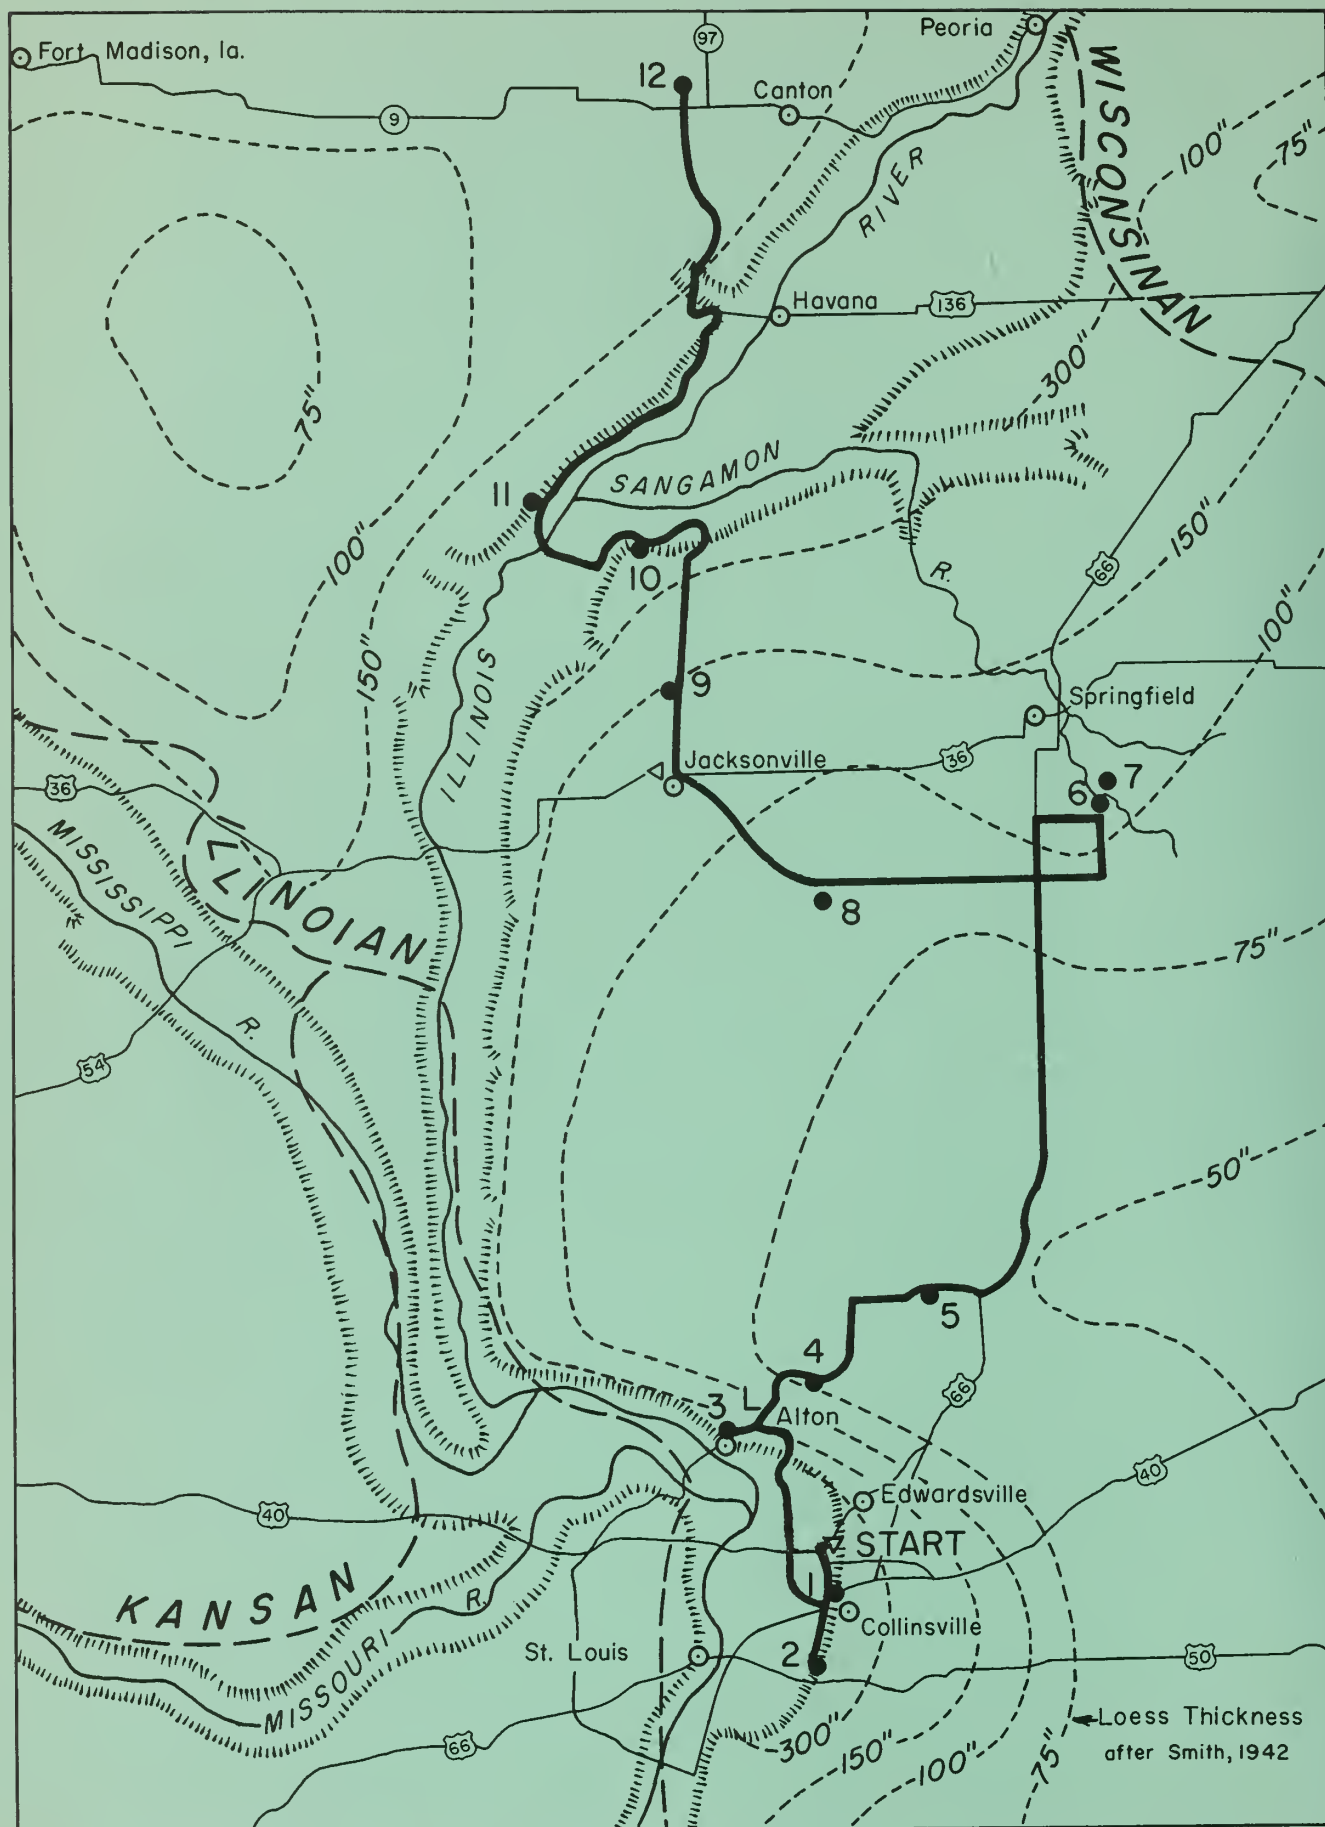 Peoria
97
Fort Madison, Ia.
12
Canton
9
WISCONSINAN
100"
75"
RIVER
Havana
136
300"
75"
SANGAMON
11
150"
100"
10
R.
66
100"
150"
ILLINOIS
9
Springfield
Jacksonville
36
36
7
6
MISSISSIPPI
ILLINOIAN
8
75"
R.
54
50"
5
4
3
L
Alton
66
40
Edwardsville
40
START
1
KANSAN
R.
Collinsville
MISSOURI
St. Louis
2
50
300"
Loess Thickness
after Smith, 1942
66
150"
100"
75"